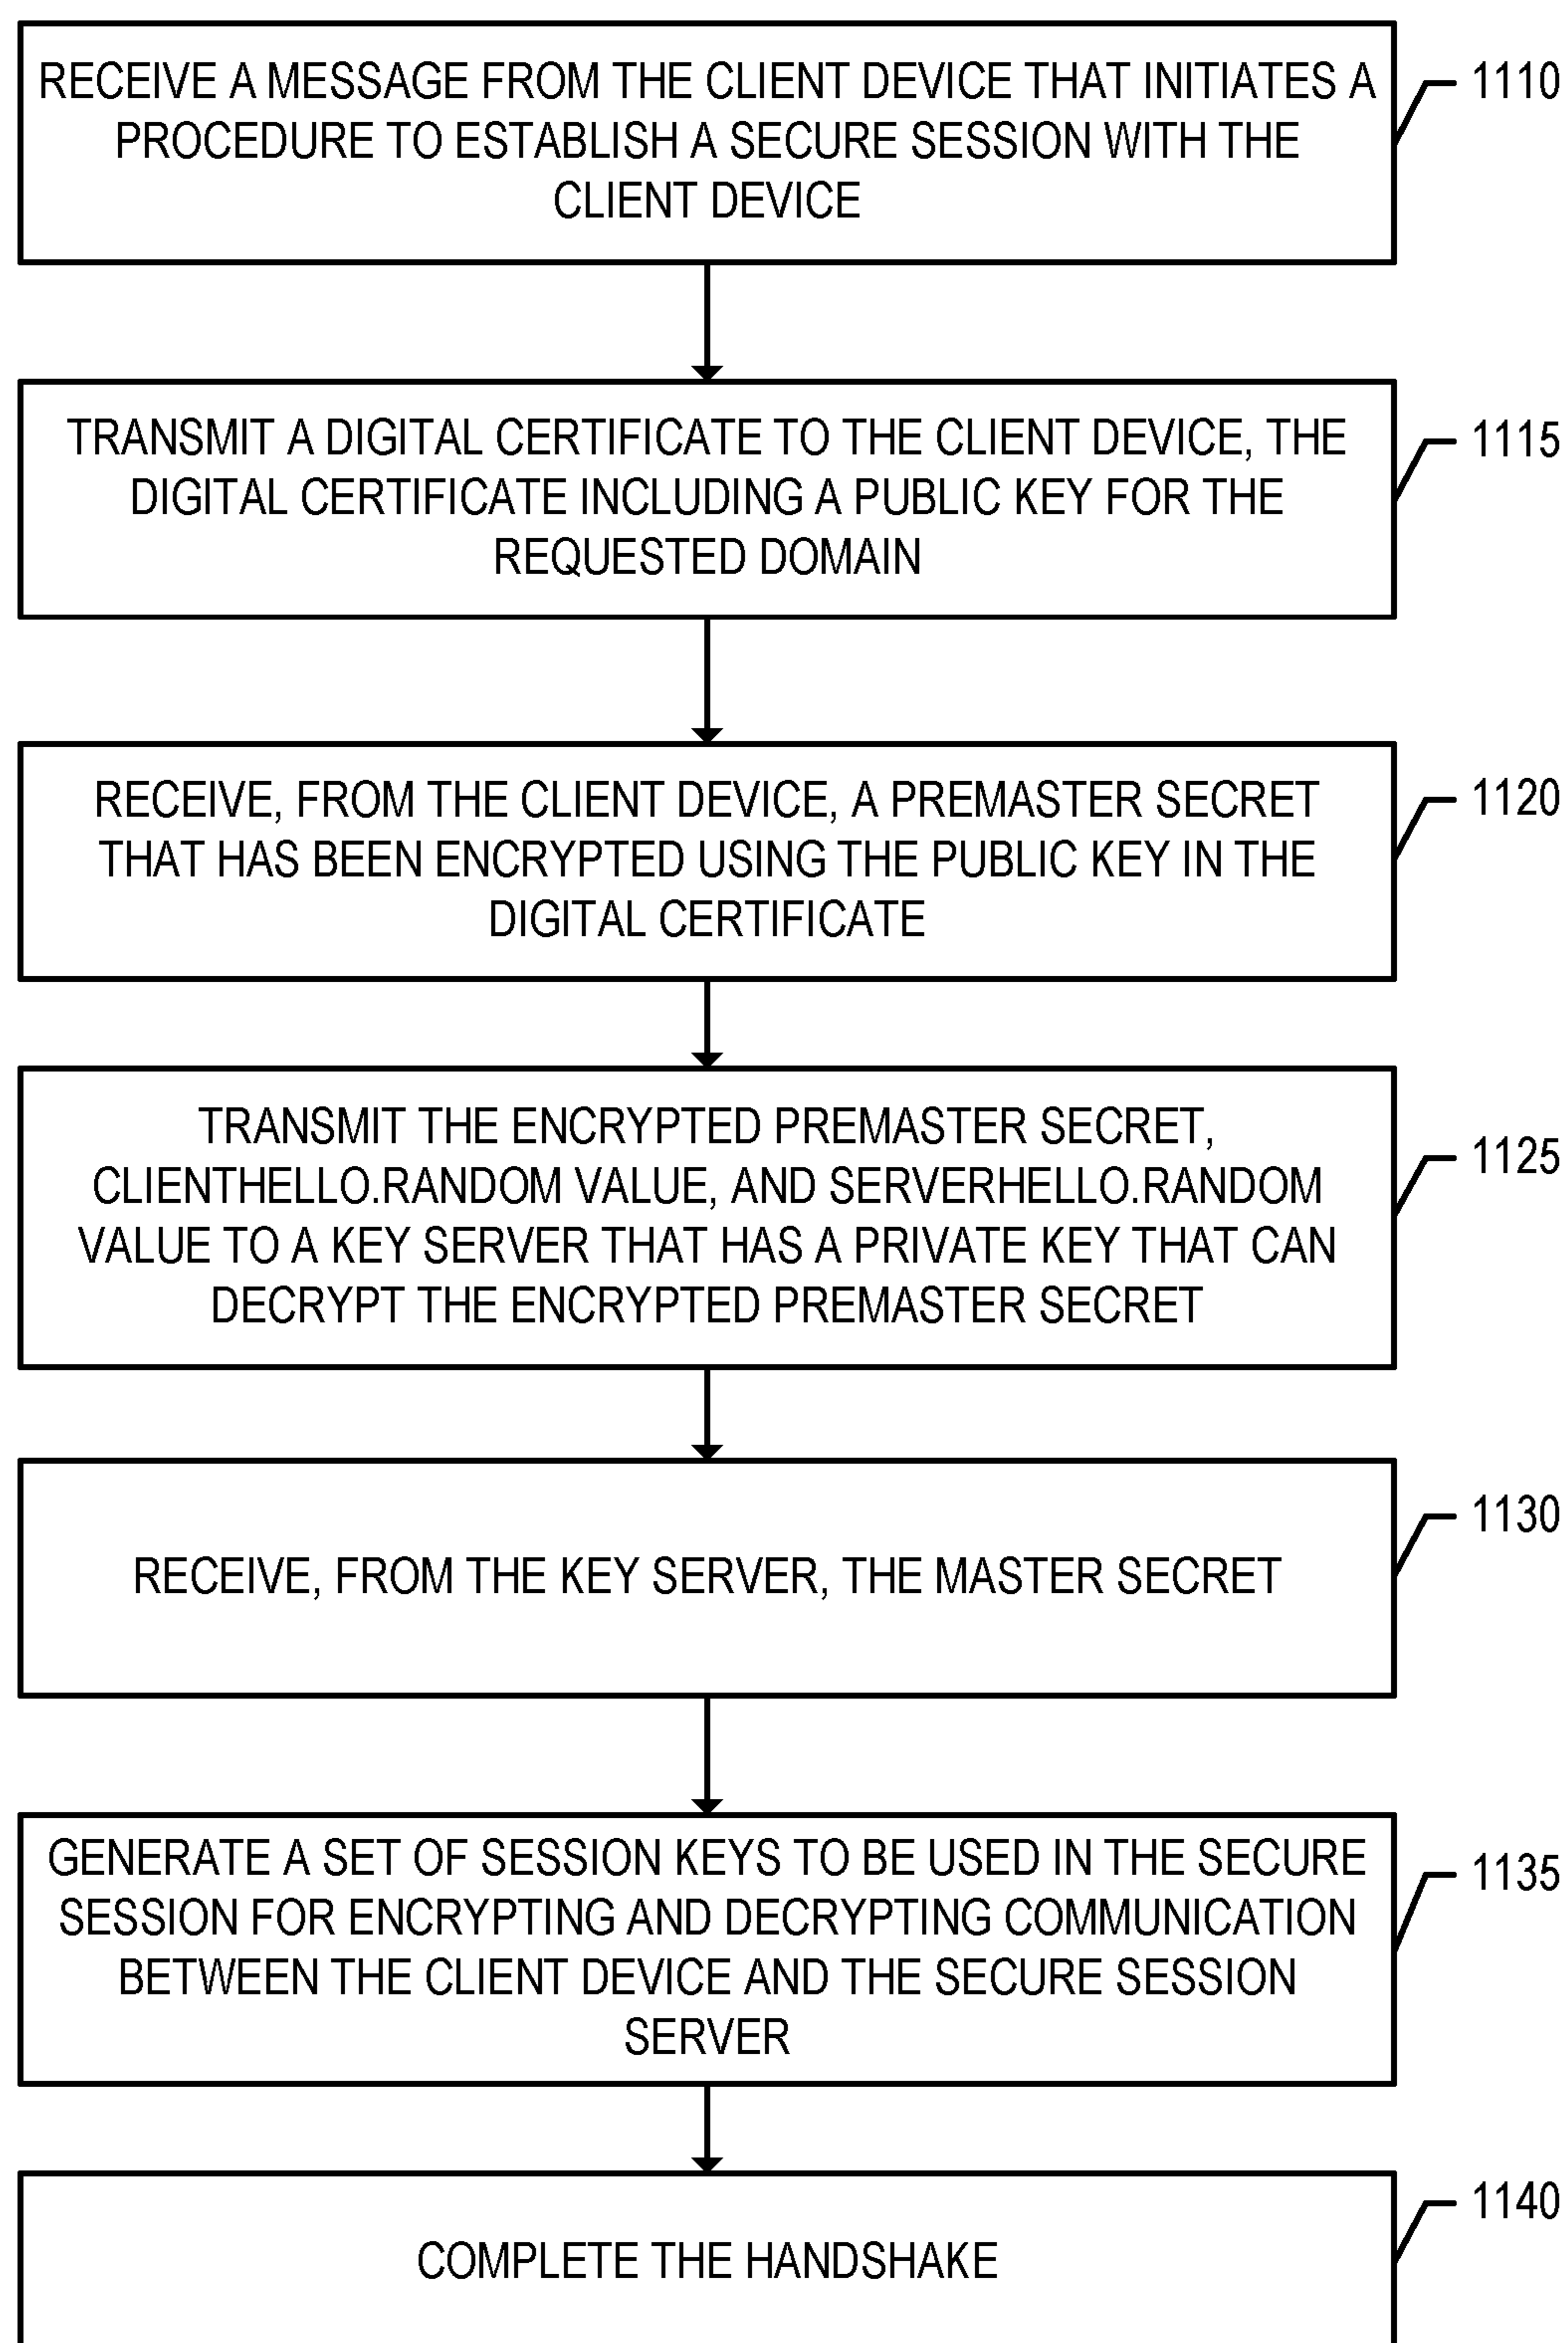 RECEIVE A MESSAGE FROM THE CLIENT DEVICE THAT INITIATES A
PROCEDURE TO ESTABLISH A SECURE SESSION WITH THE
CLIENT DEVICE
1110
TRANSMIT A DIGITAL CERTIFICATE TO THE CLIENT DEVICE, THE
DIGITAL CERTIFICATE INCLUDING A PUBLIC KEY FOR THE
REQUESTED DOMAIN
1115
RECEIVE, FROM THE CLIENT DEVICE, A PREMASTER SECRET
THAT HAS BEEN ENCRYPTED USING THE PUBLIC KEY IN THE
DIGITAL CERTIFICATE
1120
TRANSMIT THE ENCRYPTED PREMASTER SECRET,
CLIENTHELLO.RANDOM VALUE, AND SERVERHELLO.RANDOM
VALUE TO A KEY SERVER THAT HAS A PRIVATE KEY THAT CAN
DECRYPT THE ENCRYPTED PREMASTER SECRET
1125
RECEIVE, FROM THE KEY SERVER, THE MASTER SECRET
1130
GENERATE A SET OF SESSION KEYS TO BE USED IN THE SECURE
SESSION FOR ENCRYPTING AND DECRYPTING COMMUNICATION
BETWEEN THE CLIENT DEVICE AND THE SECURE SESSION
SERVER
1135
COMPLETE THE HANDSHAKE
1140